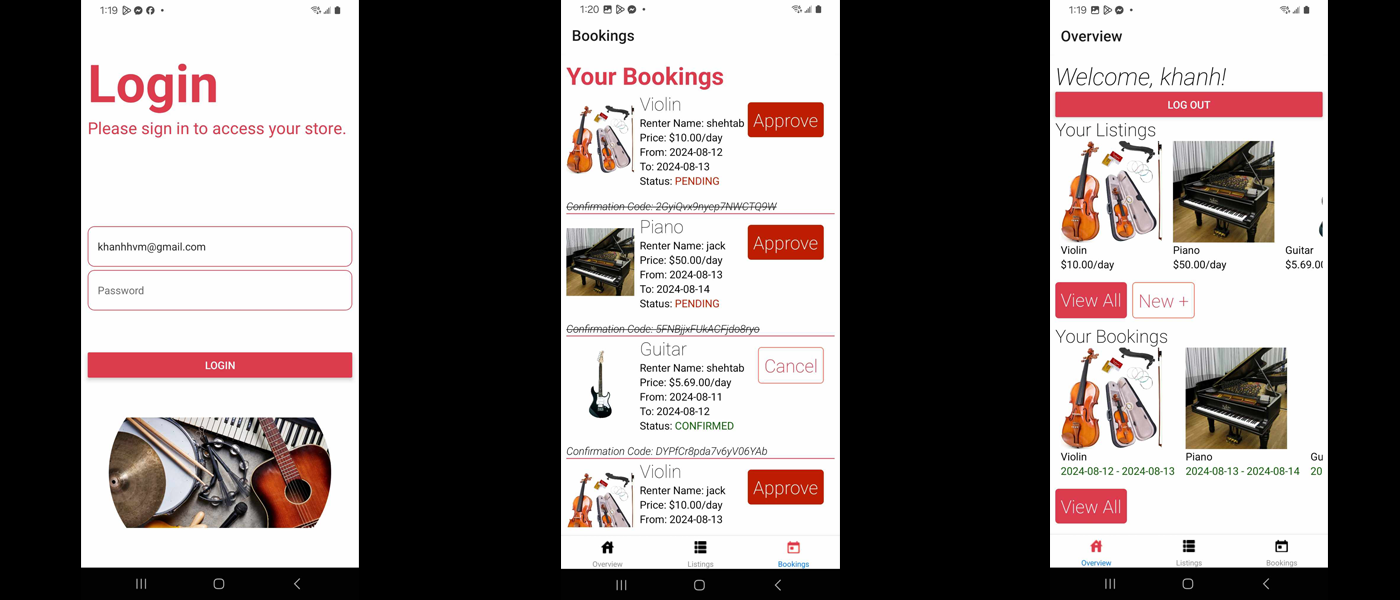 1:19
Login
Please sign in to access your store.
khanhhvm@gmail.com
Password
LOGIN
1:20
Bookings
Your Bookings
Violin
Renter Name: shehtab
Price: $10.00/day
From: 2024-08-12
To: 2024-08-13
Status: PENDING
Approve
Confirmation Code: 2GyiQvx9nyep7NWCTQ9W
Piano
Renter Name: jack
Price: $50.00/day
From: 2024-08-13
To: 2024-08-14
Status: PENDING
Approve
Confirmation Code: 5FNBjjxFUkACFjdo8ryo
Guitar
Renter Name: shehtab
Price: $5.69.00/day
From: 2024-08-11
To: 2024-08-12
Status: CONFIRMED
Cancel
Confirmation Code: DYPfCr8pda7v6yV06YAb
Violin
Renter Name: jack
Price: $10.00/day
From: 2024-08-13
Approve
Overview Listings Bookings
1:19
Overview
Welcome, khanh!
LOG OUT
Your Listings
Violin Piano Guitar
$10.00/day $50.00/day $5.69.00
View All New +
Your Bookings
Violin Piano Gu
2024-08-12 - 2024-08-13 2024-08-13 - 2024-08-14 20
View All
Overview Listings Bookings